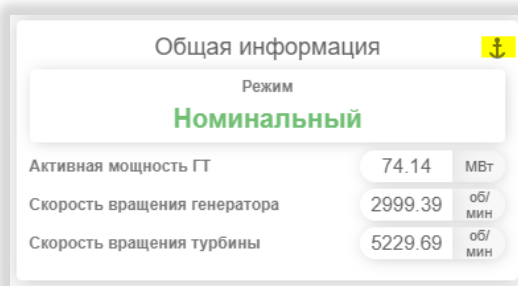 Общая информация
Режим
Номинальный
Активная мощность ГТ 74.14 МВт
Скорость вращения генератора 2999.39 об/
мин
Скорость вращения турбины 5229.69 об/
мин